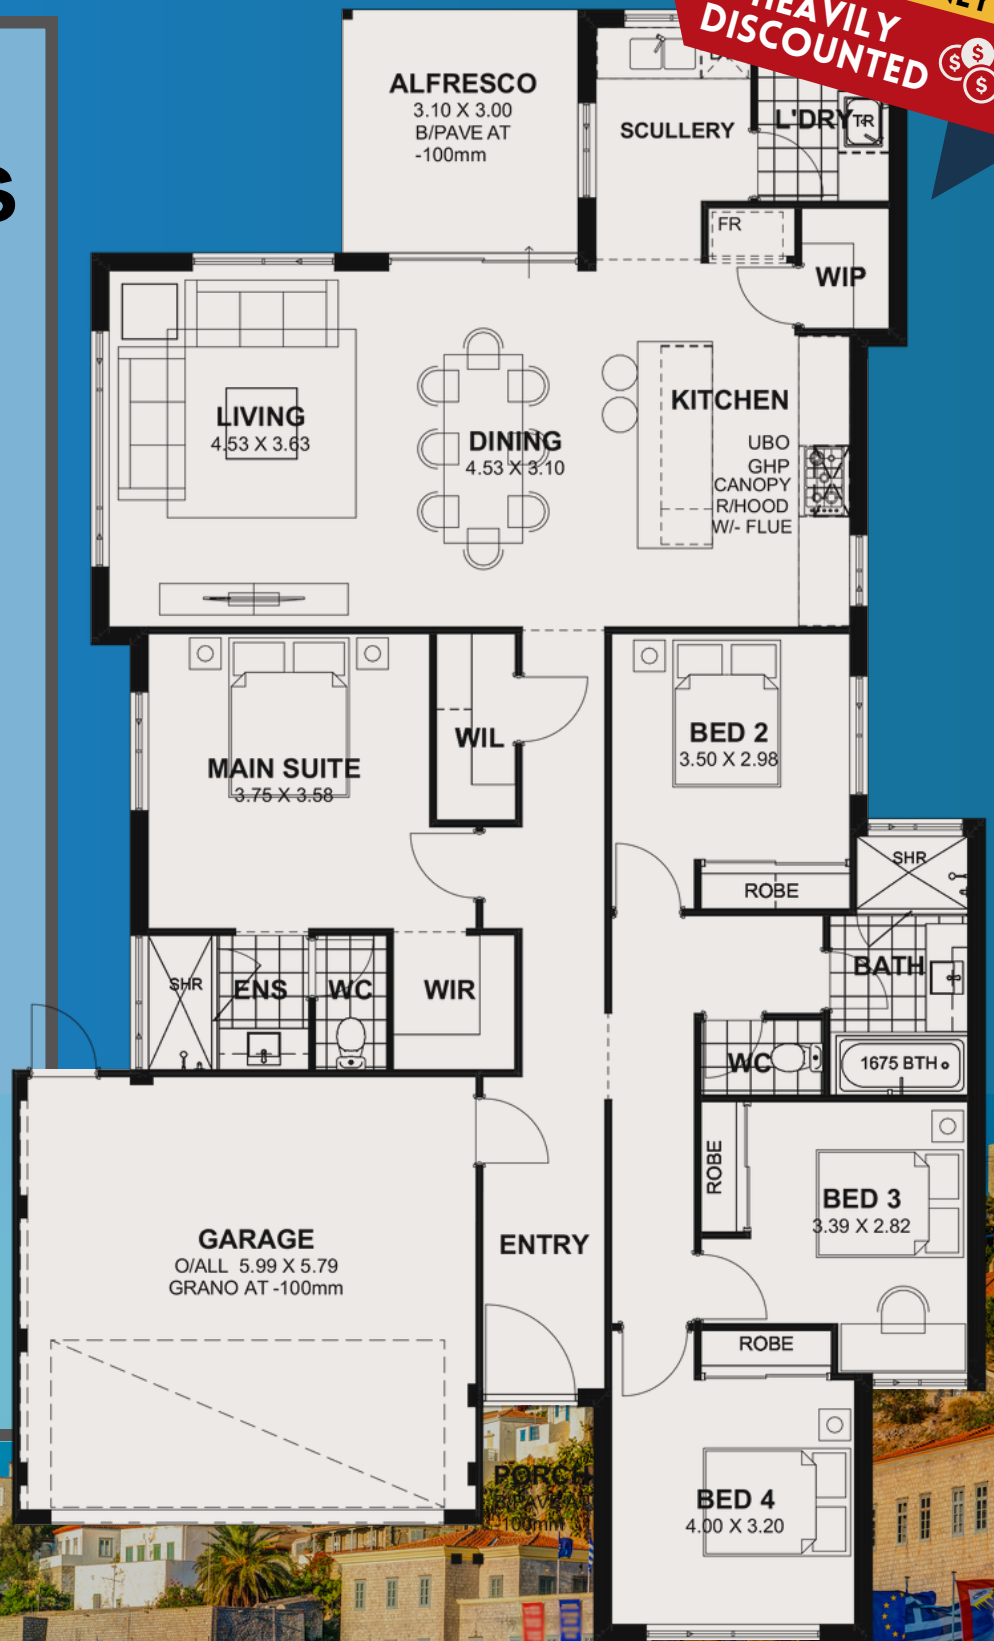 HEAVILY
DISCOUNTED
$
$
$
S
ALFRESCO
3.10 X 3.00
B/PAVE AT
-100mm
SCULLERY
L'DRY
TR
FR
WIP
LIVING
4.53 X 3.63
DINING
4.53 X 3.10
KITCHEN
UBO
GHP
CANOPY
R/HOOD
W/- FLUE
MAIN SUITE
3.75 X 3.58
WIL
BED 2
3.50 X 2.98
ROBE
SHR
SHR
ENS
WC
WIR
BATH
WC
1675 BTH
ROBE
BED 3
3.39 X 2.82
GARAGE
O/ALL 5.99 X 5.79
GRANO AT -100mm
ENTRY
ROBE
PORCH
B/PAVE AT
-100mm
BED 4
4.00 X 3.20